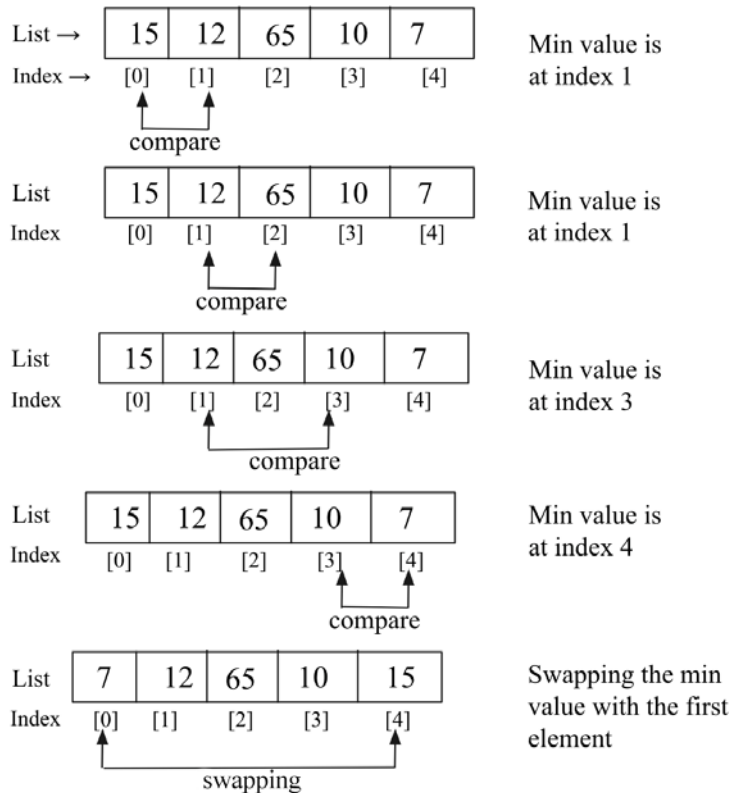 List → 15 12 65 10 7
Min value is
Index → [0] [1] [2] [3] [4]
at index 1
compare
List 15 12 65 10 7
Min value is
Index [0] [1] [2] [3] [4]
at index 1
compare
List 15 12 65 10 7
Min value is
Index [0] [1] [2] [3] [4]
at index 3
compare
List 15 12 65 10 7
Min value is
at index 4
Index [0] [1] [2] [3] [4]
compare
List 7 12 65 10 15
Swapping the min
value with the first
Index [0] [1] [2] [3] [4]
element
swapping